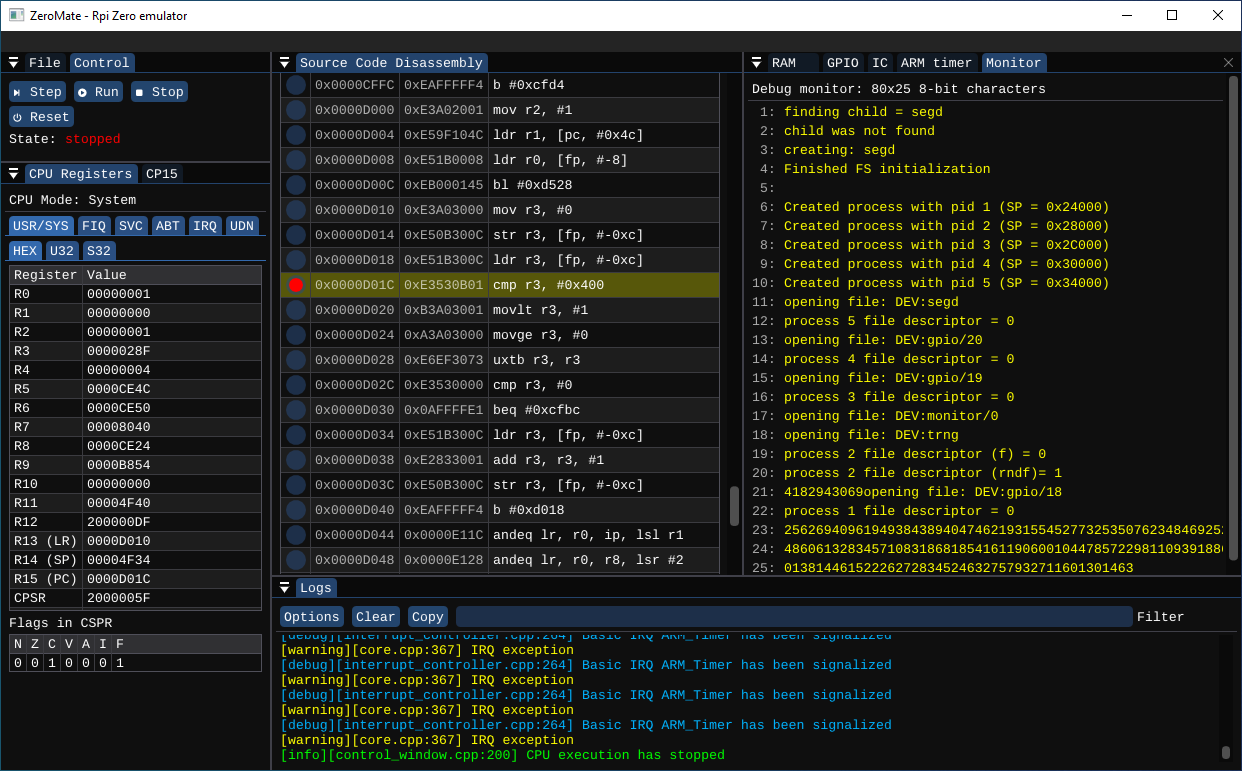 ZeroMate - Rpi Zero emulator
File Control
Step Run Stop
Reset
State: stopped
CPU Registers CP15
CPU Mode: System
USR/SYS FIQ SVC ABT IRQ UDN
HEX U32 S32
Register Value
R0 00000001
R1 00000000
R2 00000001
R3 0000028F
R4 00000004
R5 0000CE4C
R6 0000CE50
R7 00008040
R8 0000CE24
R9 0000B854
R10 00000000
R11 00004F40
R12 200000DF
R13 (LR) 0000D010
R14 (SP) 00004F34
R15 (PC) 0000D01C
CPSR 2000005F
Flags in CSPR
N Z C V A I F
0 0 1 0 0 0 1
Source Code Disassembly
0x0000CFFC 0xEAFFFFF4 b #0xcfd4
0x0000D000 0xE3A02001 mov r2, #1
0x0000D004 0xE59F104C ldr r1, [pc, #0x4c]
0x0000D008 0xE51B0008 ldr r0, [fp, #-8]
0x0000D00C 0xEB000145 bl #0xd528
0x0000D010 0xE3A03000 mov r3, #0
0x0000D014 0xE50B300C str r3, [fp, #-0xc]
0x0000D018 0xE51B300C ldr r3, [fp, #-0xc]
0x0000D01C 0xE3530B01 cmp r3, #0x400
0x0000D020 0xB3A03001 movlt r3, #1
0x0000D024 0xA3A03000 movge r3, #0
0x0000D028 0xE6EF3073 uxtb r3, r3
0x0000D02C 0xE3530000 cmp r3, #0
0x0000D030 0x0AFFFFE1 beq #0xcfbc
0x0000D034 0xE51B300C ldr r3, [fp, #-0xc]
0x0000D038 0xE2833001 add r3, r3, #1
0x0000D03C 0xE50B300C str r3, [fp, #-0xc]
0x0000D040 0xEAFFFFF4 b #0xd018
0x0000D044 0x0000E11C andeq lr, r0, ip, lsl r1
0x0000D048 0x0000E128 andeq lr, r0, r8, lsr #2
RAM GPIO IC ARM timer Monitor
Debug monitor: 80x25 8-bit characters
1: finding child = segd
2: child was not found
3: creating: segd
4: Finished FS initialization
5:
6: Created process with pid 1 (SP = 0x24000)
7: Created process with pid 2 (SP = 0x28000)
8: Created process with pid 3 (SP = 0x2C000)
9: Created process with pid 4 (SP = 0x30000)
10: Created process with pid 5 (SP = 0x34000)
11: opening file: DEV:segd
12: process 5 file descriptor = 0
13: opening file: DEV:gpio/20
14: process 4 file descriptor = 0
15: opening file: DEV:gpio/19
16: process 3 file descriptor = 0
17: opening file: DEV:monitor/0
18: opening file: DEV:trng
19: process 2 file descriptor (f) = 0
20: process 2 file descriptor (rndf)= 1
21: 4182943069opening file: DEV:gpio/18
22: process 1 file descriptor = 0
23:
24:
25: 0138144615222627283452463275793271160130146​3
Logs
Options Clear Copy Filter
[debug][interrupt_controller.cpp:264] Basic IRQ ARM_Timer has been signalized
[warning][core.cpp:367] IRQ exception
[debug][interrupt_controller.cpp:264] Basic IRQ ARM_Timer has been signalized
[warning][core.cpp:367] IRQ exception
[debug][interrupt_controller.cpp:264] Basic IRQ ARM_Timer has been signalized
[warning][core.cpp:367] IRQ exception
[debug][interrupt_controller.cpp:264] Basic IRQ ARM_Timer has been signalized
[warning][core.cpp:367] IRQ exception
[info][control_window.cpp:200] CPU execution has stopped